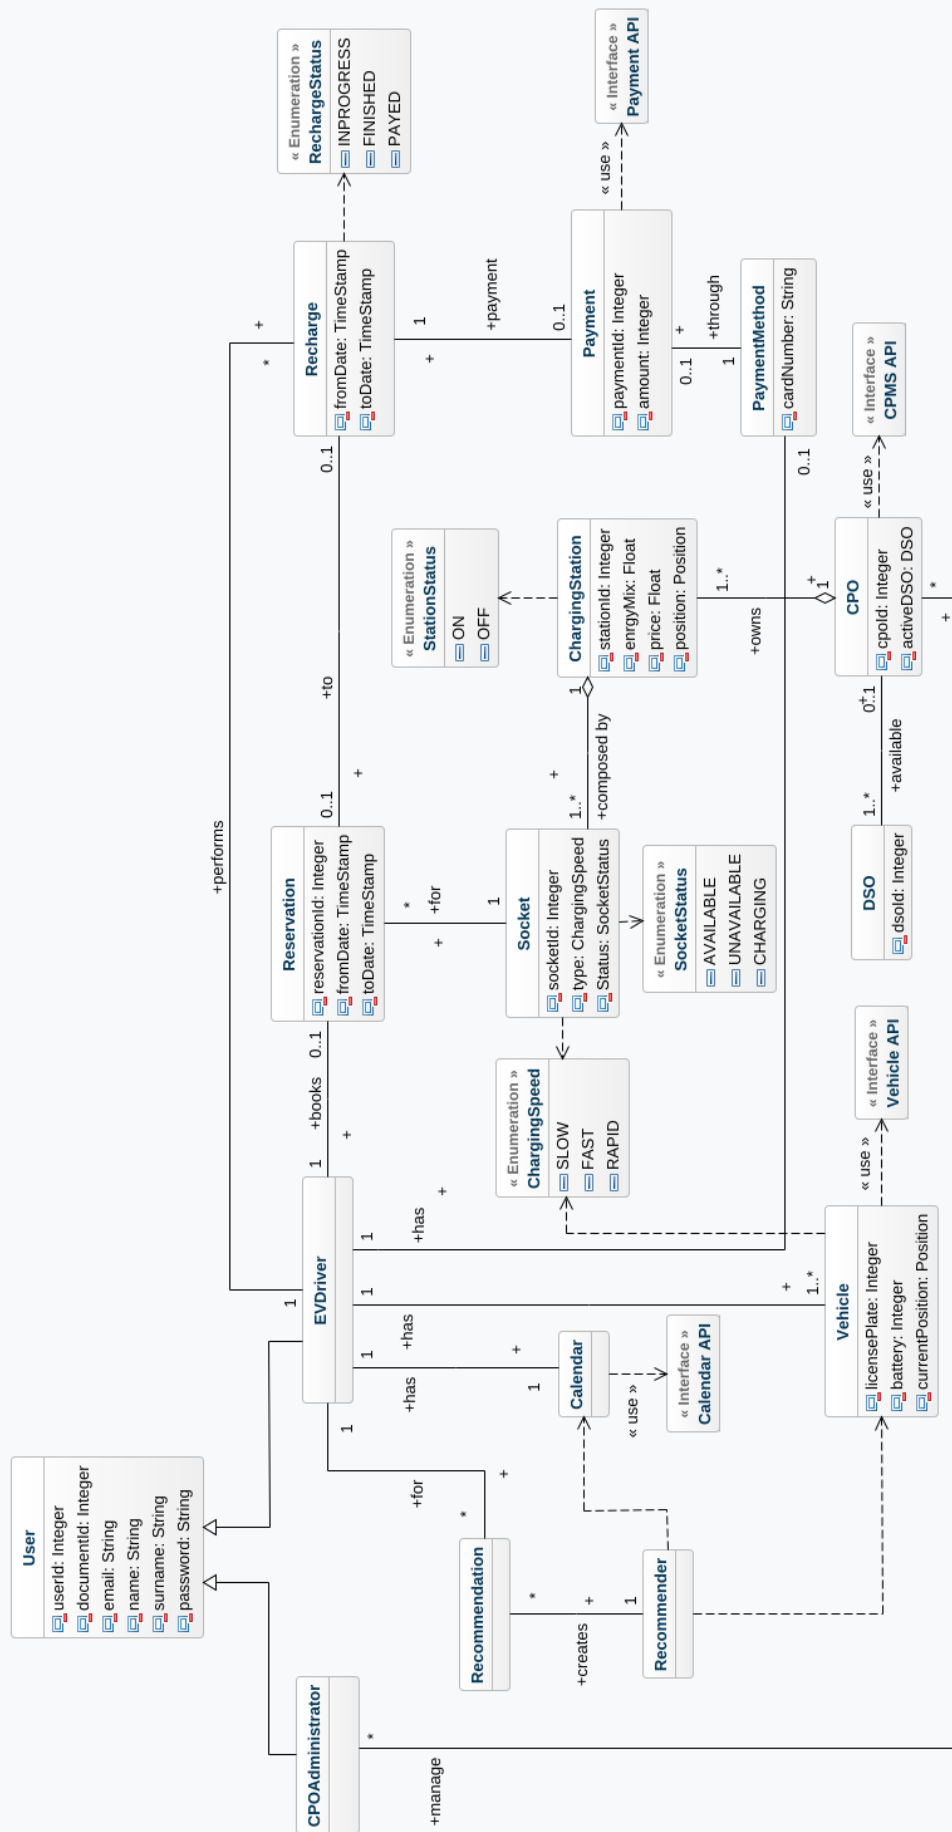 User
userId: Integer
documentId: Integer
email: String
name: String
surname: String
password: String
CPOAdministrator
*
+manage
EVDriver
1
+performs
*
+
Recharge
fromDate: TimeStamp
toDate: TimeStamp
« Enumeration »
RechargeStatus
INPROGRESS
FINISHED
PAYED
1
+books
0..1
+
Reservation
reservationId: Integer
fromDate: TimeStamp
toDate: TimeStamp
0..1
+to
0..1
+
*
+for
1
+
Socket
socketId: Integer
type: ChargingSpeed
Status: SocketStatus
« Enumeration »
SocketStatus
AVAILABLE
UNAVAILABLE
CHARGING
« Enumeration »
ChargingSpeed
SLOW
FAST
RAPID
1..*
+composed by
1
+
ChargingStation
stationId: Integer
enrgyMix: Float
price: Float
position: Position
« Enumeration »
StationStatus
ON
OFF
1..*
+owns
1
+
CPO
cpoId: Integer
activeDSO: DSO
*
+
« use »
« Interface »
CPMS API
0..1
+
+available
1..*
DSO
dsoId: Integer
1
+payment
0..1
+
Payment
paymentId: Integer
amount: Integer
« use »
« Interface »
Payment API
0..1
+
+through
1
PaymentMethod
cardNumber: String
0..1
1
+has
+
1
+has
+
1..*
Vehicle
licensePlate: Integer
battery: Integer
currentPosition: Position
« use »
« Interface »
Vehicle API
1
+has
+
1
Calendar
« use »
« Interface »
Calendar API
1
+for
+
*
Recommendation
*
+creates
+
1
Recommender